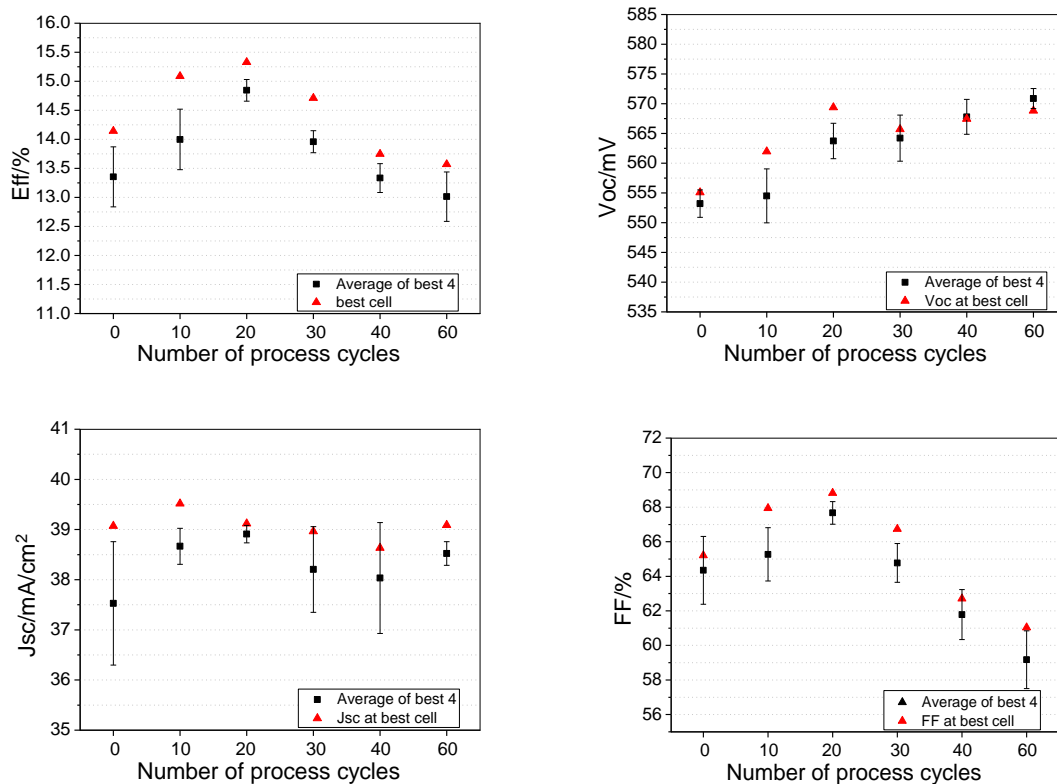 Eff/%
16.0
15.5
15.0
14.5
14.0
13.5
13.0
12.5
12.0
11.5
11.0
Average of best 4
best cell
0 10 20 30 40 60
Number of process cycles
Voc/mV
585
580
575
570
565
560
555
550
545
540
535
Average of best 4
Voc at best cell
0 10 20 30 40 60
Number of process cycles
Jsc/mA/cm²
41
40
39
38
37
36
35
Average of best 4
Jsc at best cell
0 10 20 30 40 60
Number of process cycles
FF/%
72
70
68
66
64
62
60
58
56
Average of best 4
FF at best cell
0 10 20 30 40 60
Number of process cycles